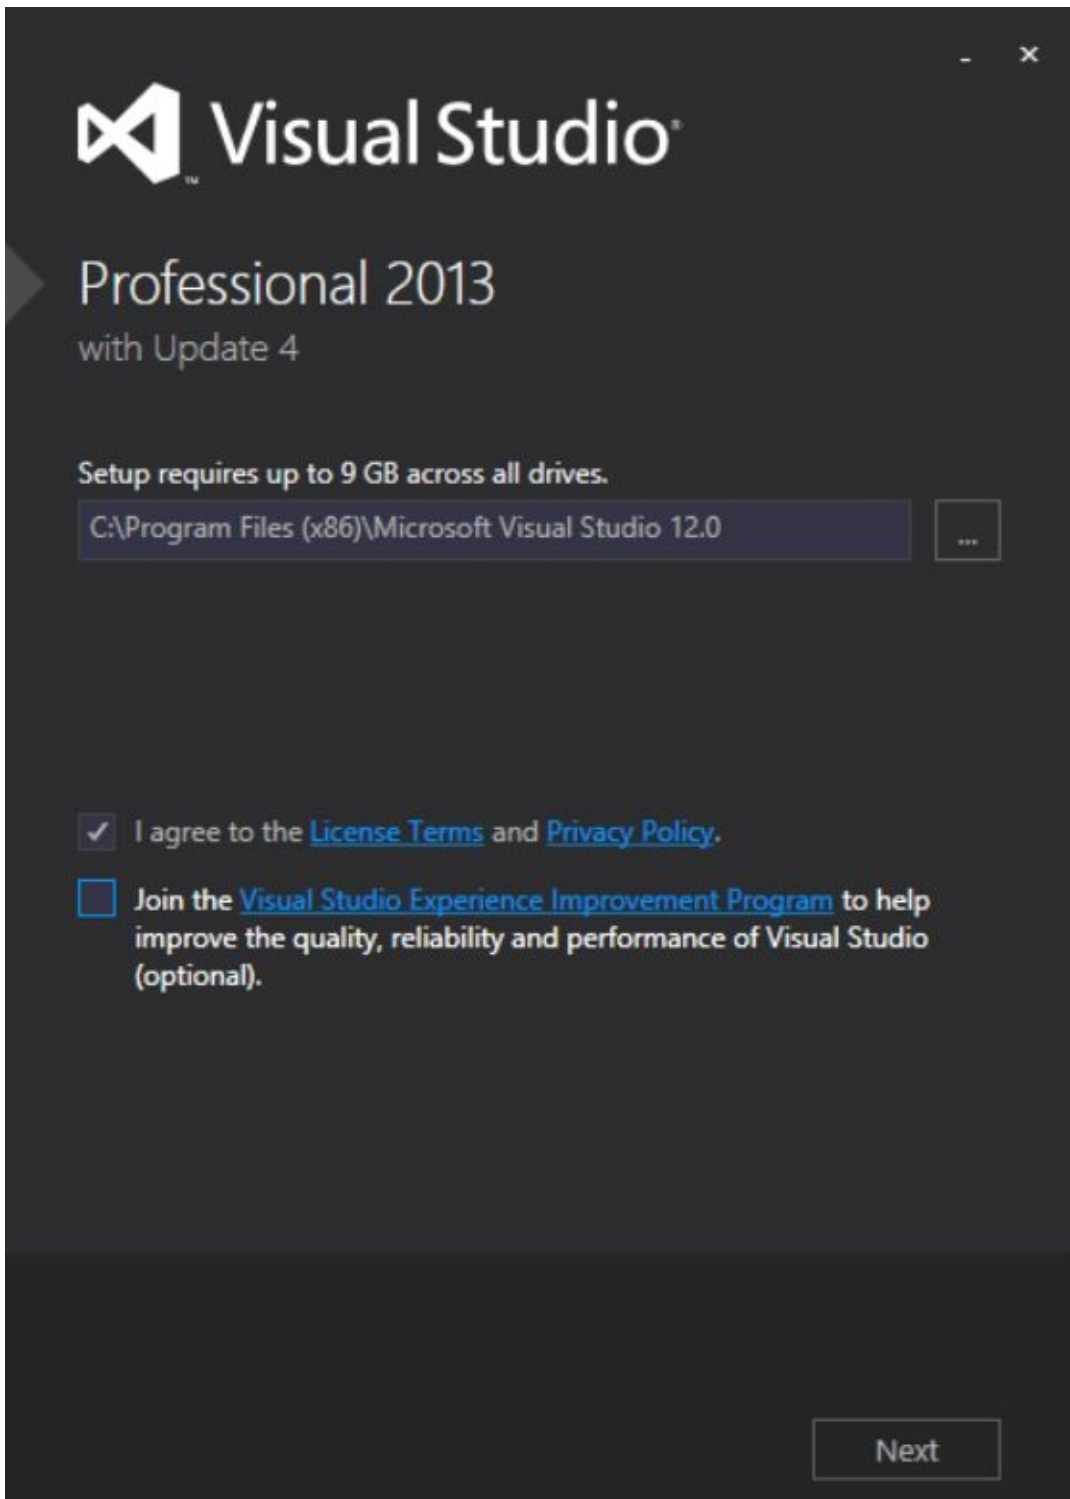 Visual Studio®
™
Professional 2013
with Update 4
Setup requires up to 9 GB across all drives.
C:\Program Files (x86)\Microsoft Visual Studio 12.0
...
I agree to the License Terms and Privacy Policy.
Join the Visual Studio Experience Improvement Program to help
improve the quality, reliability and performance of Visual Studio
(optional).
Next